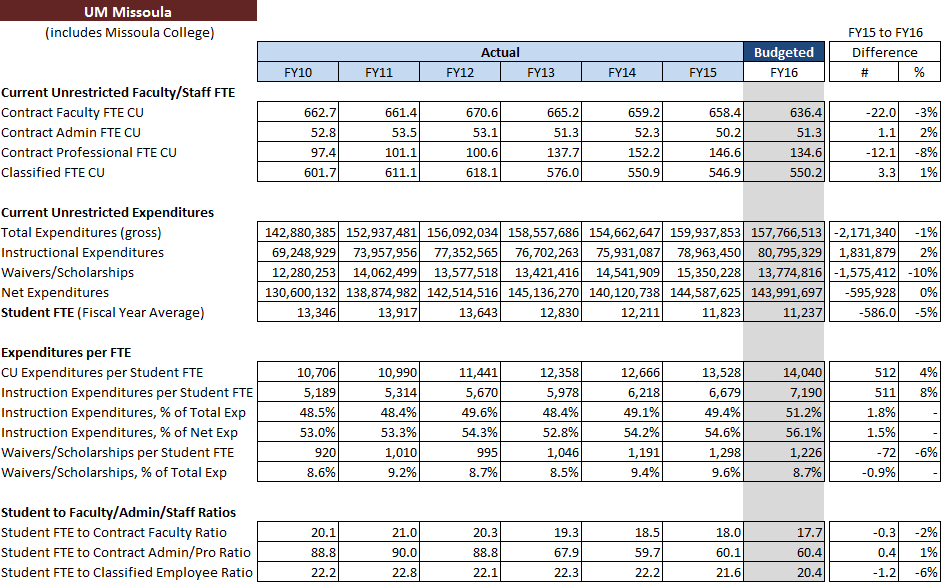 UM Missoula
(includes Missoula College) FY15 to FY16
Actual Budgeted Difference
FY10 FY11 FY12 FY13 FY14 FY15 FY16 # %
Current Unrestricted Faculty/Staff FTE
Contract Faculty FTE CU 662.7 661.4 670.6 665.2 659.2 658.4 636.4 -22.0 -3%
Contract Admin FTE CU 52.8 53.5 53.1 51.3 52.3 50.2 51.3 1.1 2%
Contract Professional FTE CU 97.4 101.1 100.6 137.7 152.2 146.6 134.6 -12.1 -8%
Classified FTE CU 601.7 611.1 618.1 576.0 550.9 546.9 550.2 3.3 1%
Current Unrestricted Expenditures
Total Expenditures (gross) 142,880,385 152,937,481 156,092,034 158,557,686 154,662,647 159,937,853 157,766,513 -2,171,340 -1%
Instructional Expenditures 69,248,929 73,957,956 77,352,565 76,702,263 75,931,087 78,963,450 80,795,329 1,831,879 2%
Waivers/Scholarships 12,280,253 14,062,499 13,577,518 13,421,416 14,541,909 15,350,228 13,774,816 -1,575,412 -10%
Net Expenditures 130,600,132 138,874,982 142,514,516 145,136,270 140,120,738 144,587,625 143,991,697 -595,928 0%
Student FTE (Fiscal Year Average) 13,346 13,917 13,643 12,830 12,211 11,823 11,237 -586.0 -5%
Expenditures per FTE
CU Expenditures per Student FTE 10,706 10,990 11,441 12,358 12,666 13,528 14,040 512 4%
Instruction Expenditures per Student FTE 5,189 5,314 5,670 5,978 6,218 6,679 7,190 511 8%
Instruction Expenditures, % of Total Exp 48.5% 48.4% 49.6% 48.4% 49.1% 49.4% 51.2% 1.8% -
Instruction Expenditures, % of Net Exp 53.0% 53.3% 54.3% 52.8% 54.2% 54.6% 56.1% 1.5% -
Waivers/Scholarships per Student FTE 920 1,010 995 1,046 1,191 1,298 1,226 -72 -6%
Waivers/Scholarships, % of Total Exp 8.6% 9.2% 8.7% 8.5% 9.4% 9.6% 8.7% -0.9% -
Student to Faculty/Admin/Staff Ratios
Student FTE to Contract Faculty Ratio 20.1 21.0 20.3 19.3 18.5 18.0 17.7 -0.3 -2%
Student FTE to Contract Admin/Pro Ratio 88.8 90.0 88.8 67.9 59.7 60.1 60.4 0.4 1%
Student FTE to Classified Employee Ratio 22.2 22.8 22.1 22.3 22.2 21.6 20.4 -1.2 -6%